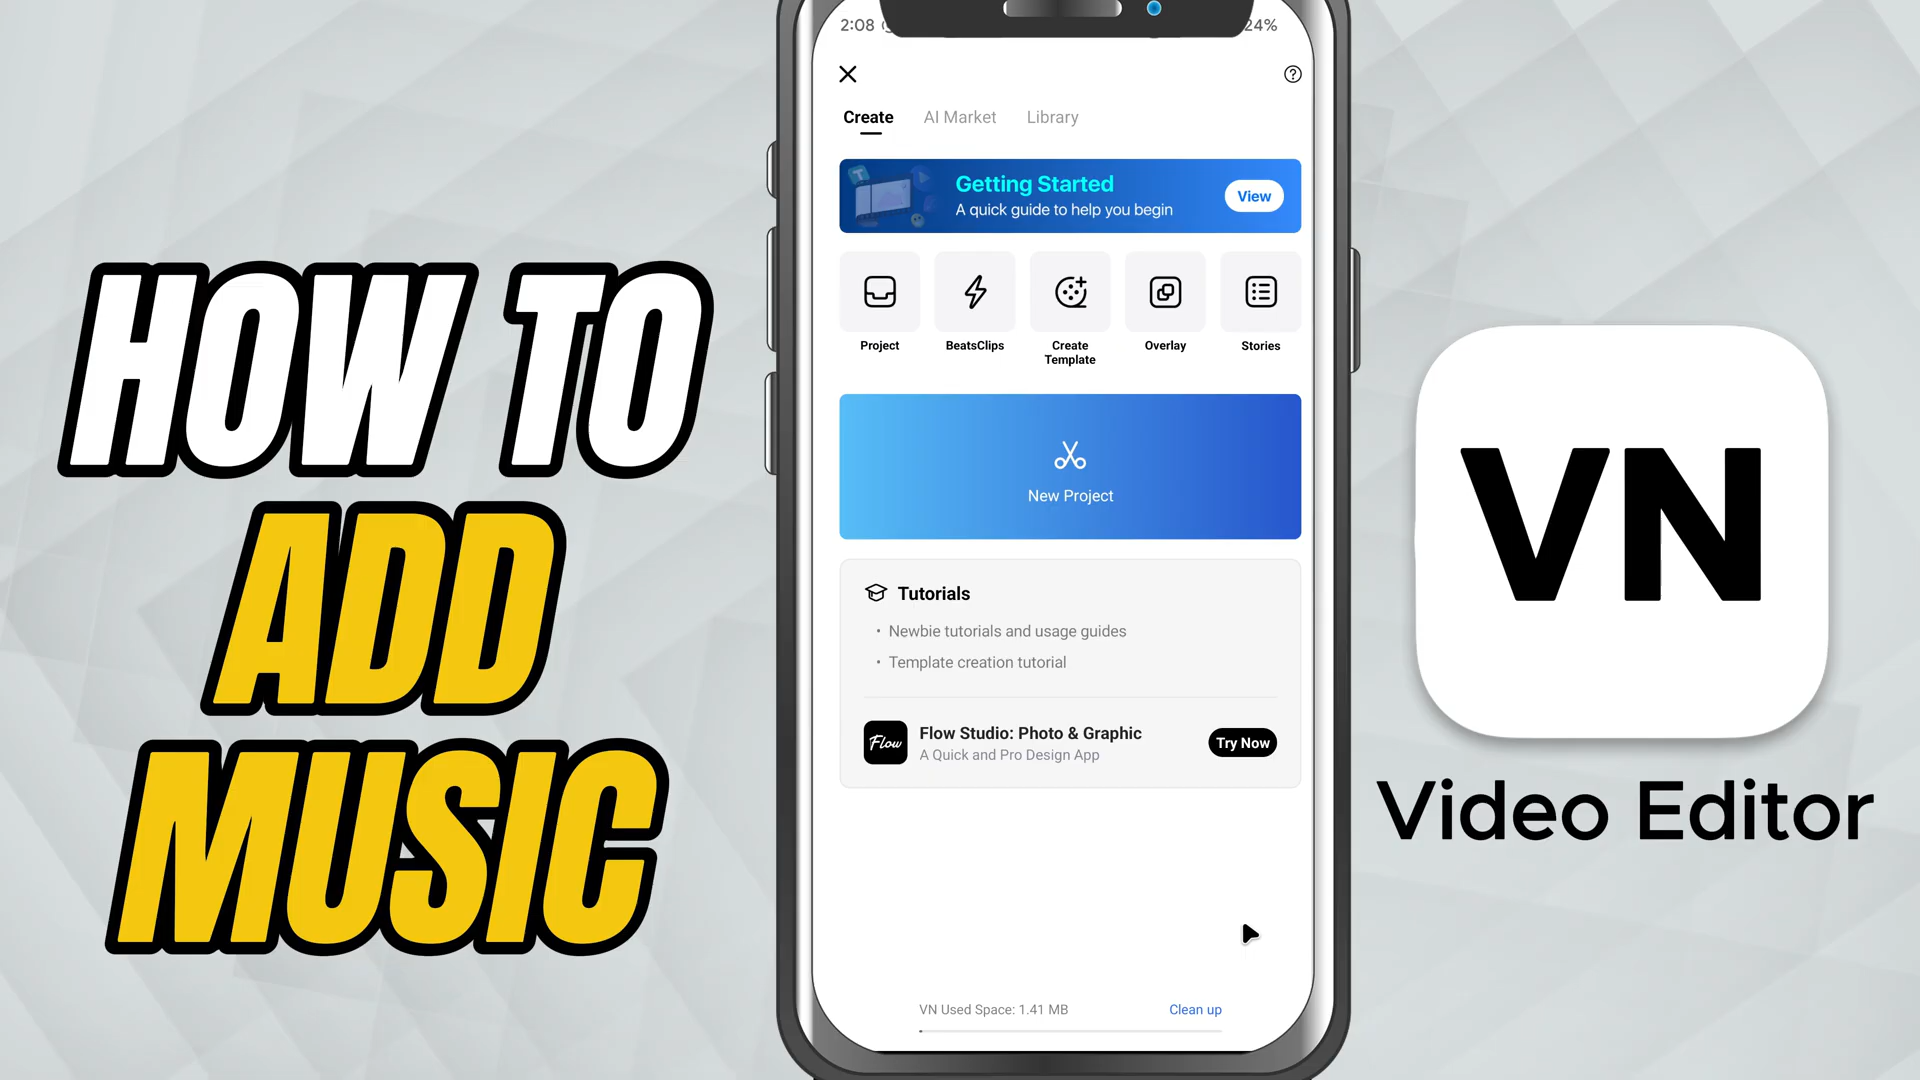 HOW TO
ADD
MUSIC
2:08
24%
Create AI Market Library
Getting Started
A quick guide to help you begin
View
Project BeatsClips Create Template Overlay Stories
New Project
Tutorials
• Newbie tutorials and usage guides
• Template creation tutorial
Flow
Flow Studio: Photo & Graphic
A Quick and Pro Design App
Try Now
VN Used Space: 1.41 MB
Clean up
VN
Video Editor